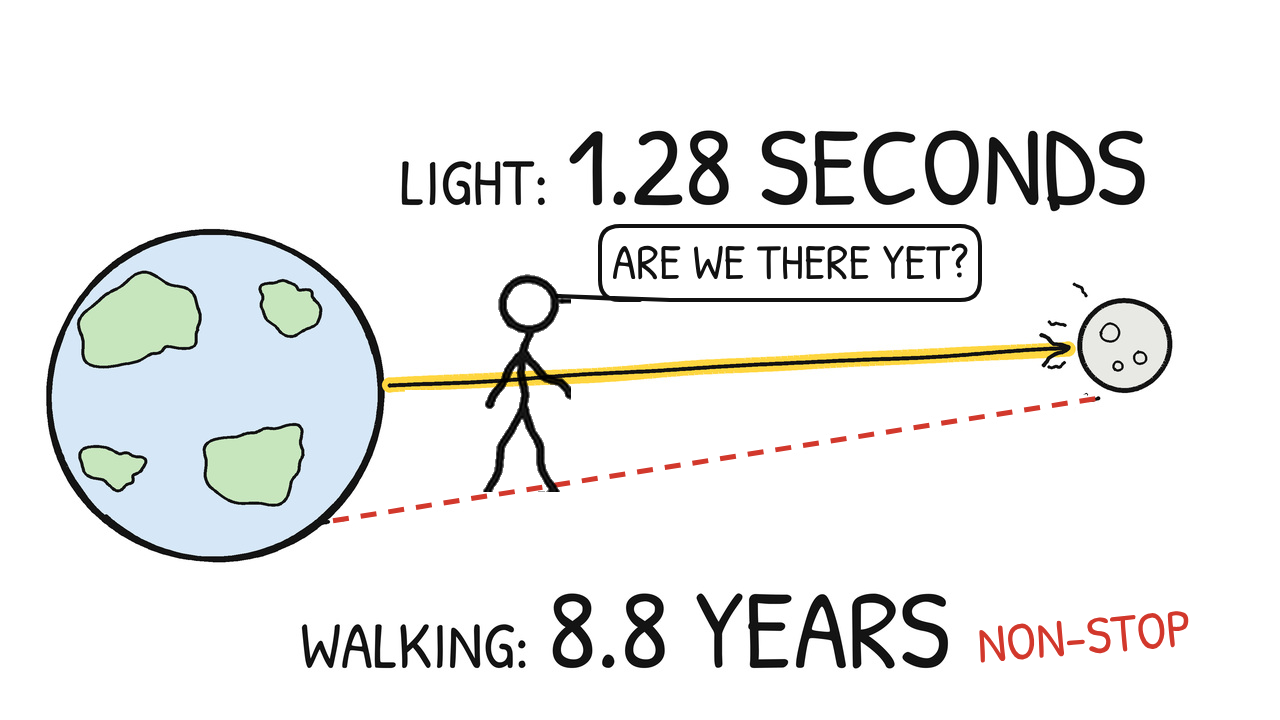 LIGHT: 1.28 SECONDS
ARE WE THERE YET?
WALKING: 8.8 YEARS NON-STOP